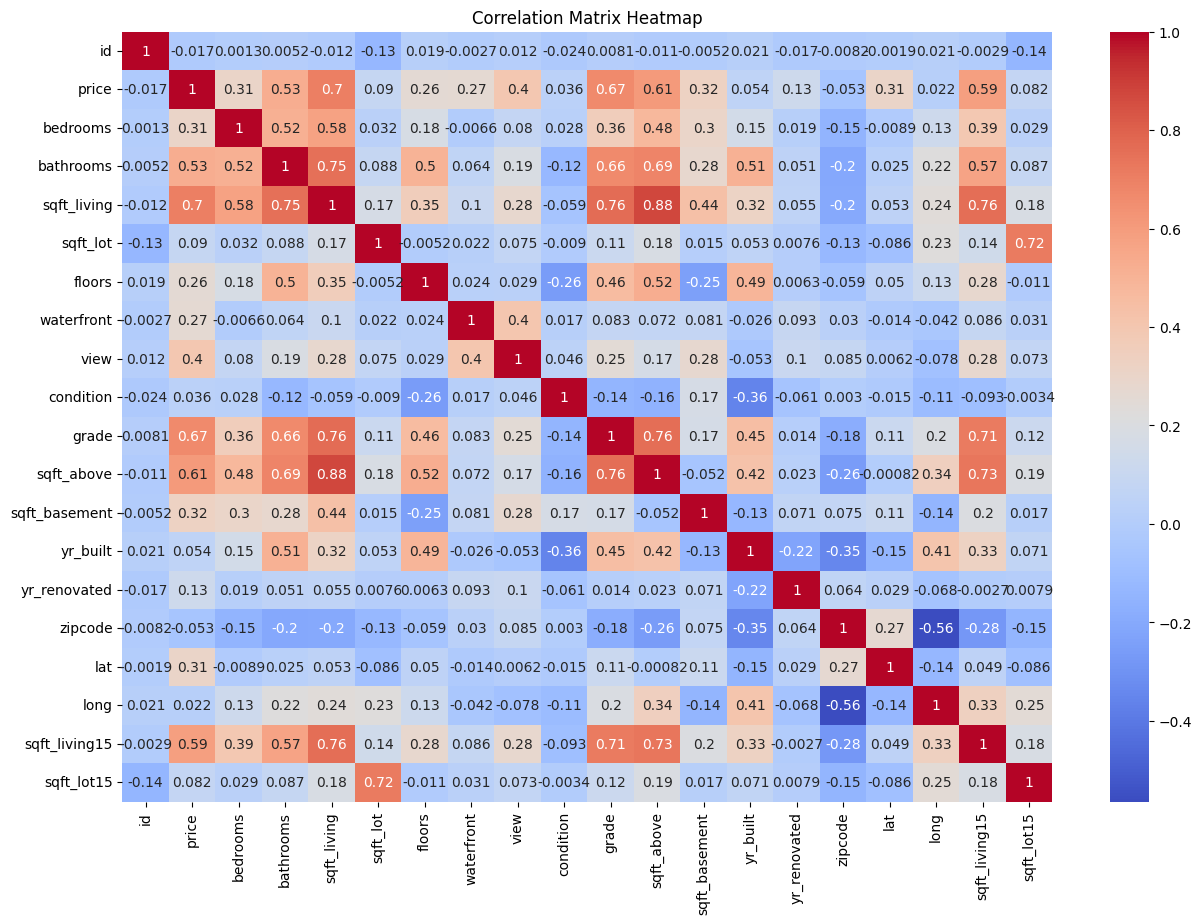 Correlation Matrix Heatmap
id 1 -0.017 -0.0013 0.0052 -0.012 -0.13 0.019 -0.0027 0.012 -0.024 0.0081 -0.011 -0.0052 0.021 -0.017 -0.0082 -0.0019 0.021 -0.0029 -0.14
price -0.017 1 0.31 0.53 0.7 0.09 0.26 0.27 0.4 0.036 0.67 0.61 0.32 0.054 0.13 -0.053 0.31 0.022 0.59 0.082
bedrooms 0.0013 0.31 1 0.52 0.58 0.032 0.18 -0.0066 0.08 0.028 0.36 0.48 0.3 0.15 0.019 -0.15 -0.0089 0.13 0.39 0.029
bathrooms 0.0052 0.53 0.52 1 0.75 0.088 0.5 0.064 0.19 -0.12 0.66 0.69 0.28 0.51 0.051 -0.2 0.025 0.22 0.57 0.087
sqft_living -0.012 0.7 0.58 0.75 1 0.17 0.35 0.1 0.28 -0.059 0.76 0.88 0.44 0.32 0.055 -0.2 0.053 0.24 0.76 0.18
sqft_lot -0.13 0.09 0.032 0.088 0.17 1 -0.0052 0.022 0.075 -0.009 0.11 0.18 0.015 0.053 0.0076 -0.13 -0.086 0.23 0.14 0.72
floors 0.019 0.26 0.18 0.5 0.35 -0.0052 1 0.024 0.029 -0.26 0.46 0.52 -0.25 0.49 0.0063 -0.059 0.05 0.13 0.28 -0.011
waterfront -0.0027 0.27 -0.0066 0.064 0.1 0.022 0.024 1 0.4 0.017 0.083 0.072 0.081 -0.026 0.093 0.03 -0.014 -0.042 0.086 0.031
view 0.012 0.4 0.08 0.19 0.28 0.075 0.029 0.4 1 0.046 0.25 0.17 0.28 -0.053 0.1 0.085 0.0062 -0.078 0.28 0.073
condition -0.024 0.036 0.028 -0.12 -0.059 -0.009 -0.26 0.017 0.046 1 -0.14 -0.16 0.17 -0.36 -0.061 0.003 -0.015 -0.11 -0.093 -0.0034
grade 0.0081 0.67 0.36 0.66 0.76 0.11 0.46 0.083 0.25 -0.14 1 0.76 0.17 0.45 0.014 -0.18 0.11 0.2 0.71 0.12
sqft_above -0.011 0.61 0.48 0.69 0.88 0.18 0.52 0.072 0.17 -0.16 0.76 1 -0.052 0.42 0.023 -0.26 -0.00082 0.34 0.73 0.19
sqft_basement -0.0052 0.32 0.3 0.28 0.44 0.015 -0.25 0.081 0.28 0.17 0.17 -0.052 1 -0.13 0.071 0.075 0.11 -0.14 0.2 0.017
yr_built 0.021 0.054 0.15 0.51 0.32 0.053 0.49 -0.026 -0.053 -0.36 0.45 0.42 -0.13 1 -0.22 -0.35 -0.15 0.41 0.33 0.071
yr_renovated -0.017 0.13 0.019 0.051 0.055 0.0076 0.0063 0.093 0.1 -0.061 0.014 0.023 0.071 -0.22 1 0.064 0.029 -0.068 -0.0027 0.0079
zipcode -0.0082 -0.053 -0.15 -0.2 -0.2 -0.13 -0.059 0.03 0.085 0.003 -0.18 -0.26 0.075 -0.35 0.064 1 0.27 -0.56 -0.28 -0.15
lat -0.0019 0.31 -0.0089 0.025 0.053 -0.086 0.05 -0.014 0.0062 -0.015 0.11 -0.00082 0.11 -0.15 0.029 0.27 1 -0.14 0.049 -0.086
long 0.021 0.022 0.13 0.22 0.24 0.23 0.13 -0.042 -0.078 -0.11 0.2 0.34 -0.14 0.41 -0.068 -0.56 -0.14 1 0.33 0.25
sqft_living15 -0.0029 0.59 0.39 0.57 0.76 0.14 0.28 0.086 0.28 -0.093 0.71 0.73 0.2 0.33 -0.0027 -0.28 0.049 0.33 1 0.18
sqft_lot15 -0.14 0.082 0.029 0.087 0.18 0.72 -0.011 0.031 0.073 -0.0034 0.12 0.19 0.017 0.071 0.0079 -0.15 -0.086 0.25 0.18 1
id price bedrooms bathrooms sqft_living sqft_lot floors waterfront view condition grade sqft_above sqft_basement yr_built yr_renovated zipcode lat long sqft_living15 sqft_lot15
1.0
0.8
0.6
0.4
0.2
0.0
−0.2
−0.4